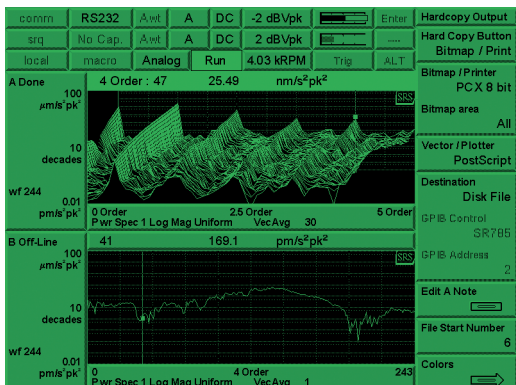 comm RS232 Awt A DC -2 dBVpk Enter Hardcopy Output
srq No Cap. Awt A DC 2 dBVpk ---- Hard Copy Button
Bitmap / Print
local macro Analog Run 4.03 kRPM Trig ALT
A Done 4 Order : 47 25.49 nm/s²pk²
100
µm/s²pk²
SRS
10
decades
wf 244
0.01
pm/s²pk²
0 Order 2.5 Order 5 Order
Pwr Spec 1 Log Mag Uniform VecAvg 30
B Off-Line 41 169.1 pm/s²pk²
100
µm/s²pk²
SRS
10
decades
wf 244
0.01
pm/s²pk²
0 4 Order 243
Pwr Spec 1 Log Mag Uniform VecAvg 1
Bitmap / Printer
PCX 8 bit
Bitmap area
All
Vector / Plotter
PostScript
Destination
Disk File
GPIB Control
SR785
GPIB Address
2
Edit A Note
File Start Number
6
Colors